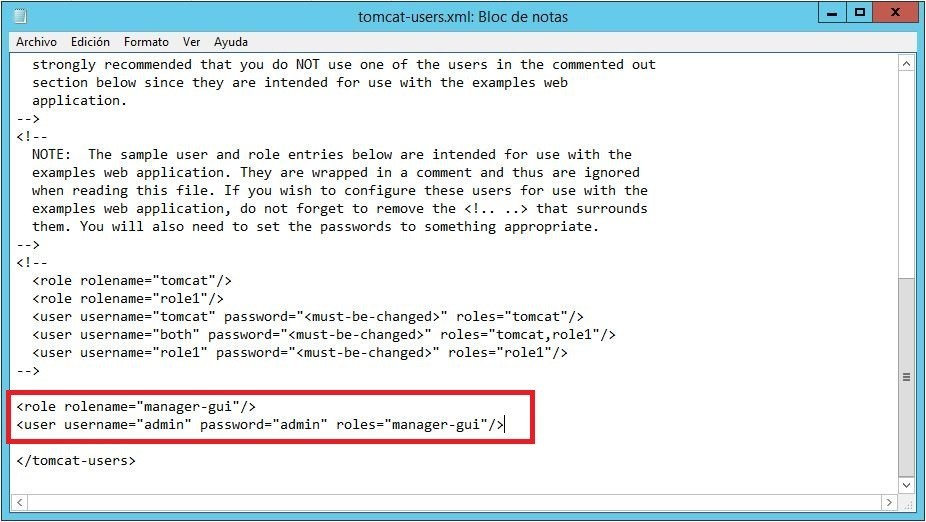 tomcat-users.xml: Bloc de notas
Archivo Edición Formato Ver Ayuda
strongly recommended that you do NOT use one of the users in the commented out
section below since they are intended for use with the examples web
application.
-->
<!--
NOTE:  The sample user and role entries below are intended for use with the
examples web application. They are wrapped in a comment and thus are ignored
when reading this file. If you wish to configure these users for use with the
examples web application, do not forget to remove the <!.. ..> that surrounds
them. You will also need to set the passwords to something appropriate.
-->
<!--
<role rolename="tomcat"/>
<role rolename="role1"/>
<user username="tomcat" password="<must-be-changed>" roles="tomcat"/>
<user username="both" password="<must-be-changed>" roles="tomcat,role1"/>
<user username="role1" password="<must-be-changed>" roles="role1"/>
-->
<role rolename="manager-gui"/>
<user username="admin" password="admin" roles="manager-gui"/>
</tomcat-users>